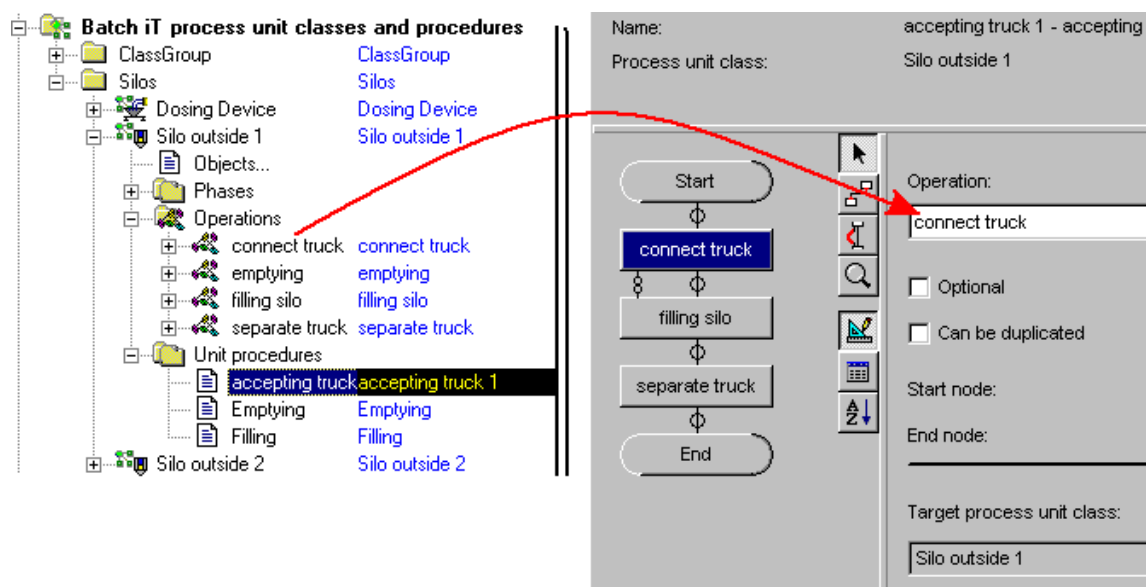 Batch iT process unit classes and procedures
ClassGroup ClassGroup
Silos Silos
Dosing Device Dosing Device
Silo outside 1 Silo outside 1
Objects...
Phases
Operations
connect truck connect truck
emptying emptying
filling silo filling silo
separate truck separate truck
Unit procedures
accepting truck accepting truck 1
Emptying Emptying
Filling Filling
Silo outside 2 Silo outside 2
Name: accepting truck 1 - accepting
Process unit class: Silo outside 1
Start
connect truck
filling silo
separate truck
End
A
Z
Operation:
connect truck
Optional
Can be duplicated
Start node:
End node:
Target process unit class:
Silo outside 1